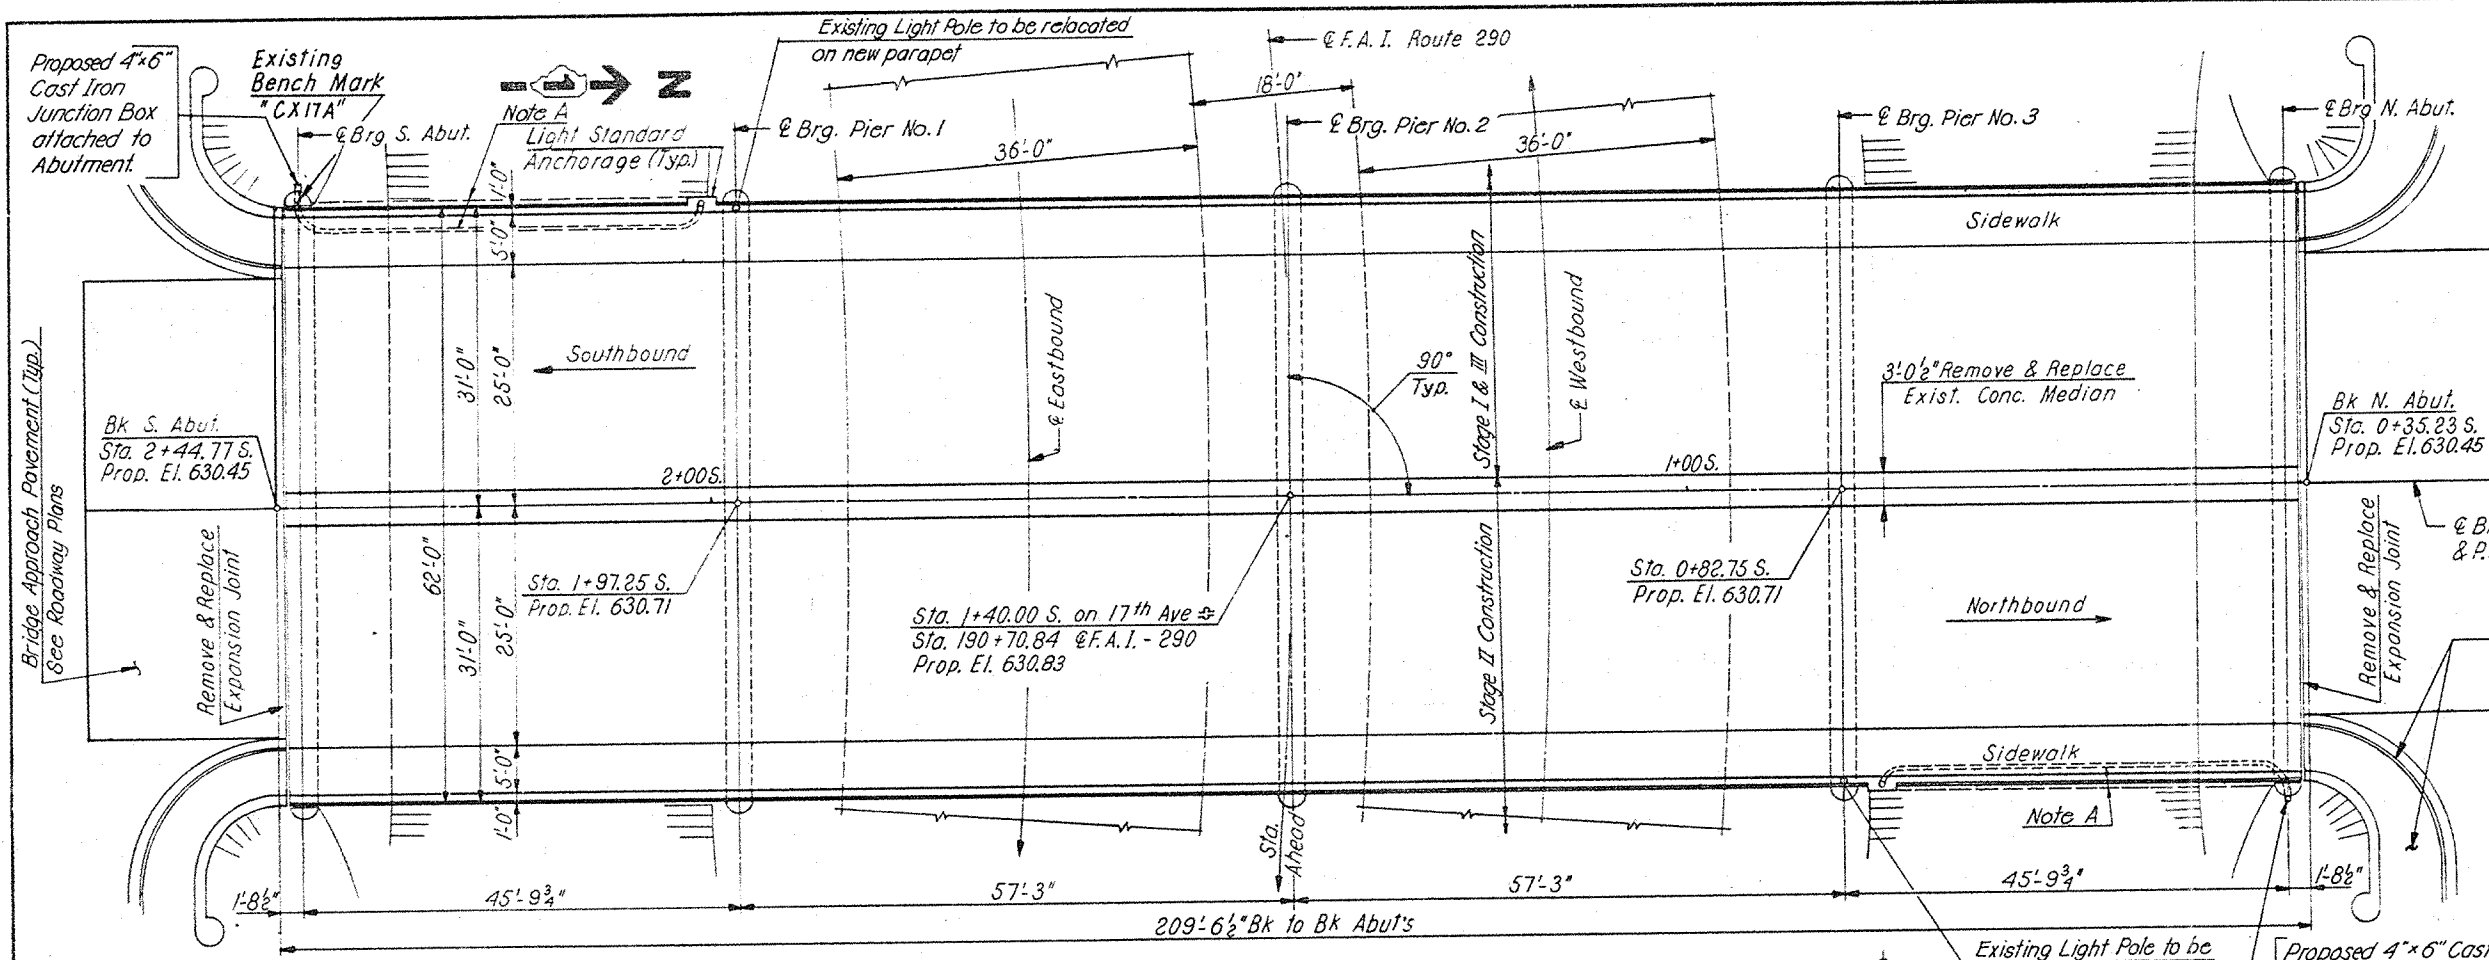 Existing Light Pole to be relocated
on new parapet
℄ F.A.I. Route 290
Proposed 4"x6"
Cast Iron
Junction Box
attached to
Abutment.
Existing
Bench Mark
"CX17A"
℄ Brg S. Abut.
1
N
Note A
Light Standard
Anchorage (Typ.)
℄ Brg. Pier No. 1
36'-0"
18'-0"
℄ Brg. Pier No. 2
36'-0"
℄ Brg. Pier No. 3
℄ Brg N. Abut.
1'-0"
5'-0"
Sidewalk
Southbound
31'-0"
25'-0"
℄ Eastbound
Stage I & III Construction
90°
Typ.
℄ Westbound
3'-0½" Remove & Replace
Exist. Conc. Median
Bk N. Abut.
Sta. 0+35.23 S.
Prop. El. 630.45
Bridge Approach Pavement (Typ.)
See Roadway Plans
Bk S. Abut.
Sta. 2+44.77 S.
Prop. El. 630.45
2+00 S.
1+00 S.
Remove & Replace
Expansion Joint
62'-0"
31'-0"
25'-0"
Sta. 1+97.25 S.
Prop. El. 630.71
Sta. 1+40.00 S. on 17th Ave =
Sta. 190+70.84 ℄ F.A.I. - 290
Prop. El. 630.83
Stage II Construction
Sta. 0+82.75 S.
Prop. El. 630.71
Northbound
Remove & Replace
Expansion Joint
℄ B
& P.
5'-0"
1'-0"
Sidewalk
Note A
Sta.
Ahead
1'-8½"
45'-9¾"
57'-3"
57'-3"
45'-9¾"
1'-8½"
209'-6½" Bk to Bk Abut's
Existing Light Pole to be
Proposed 4"x6" Cast